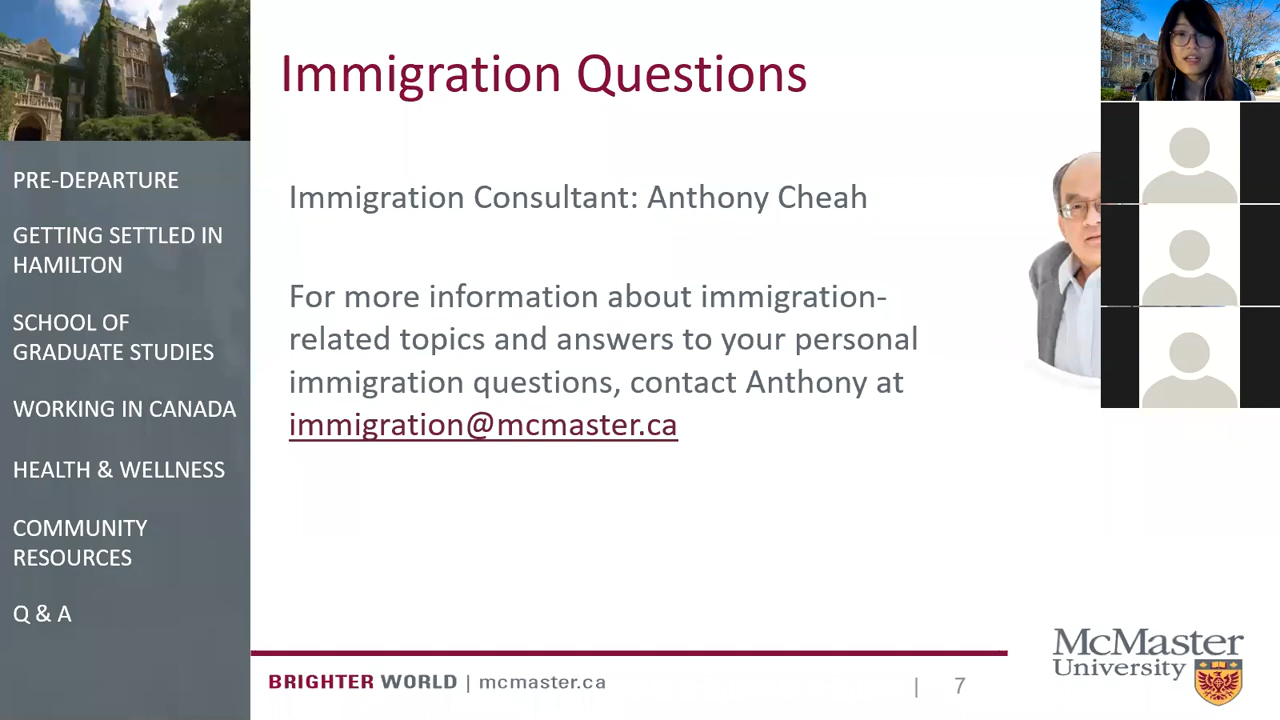 Immigration Questions
PRE-DEPARTURE
GETTING SETTLED IN
HAMILTON
SCHOOL OF
GRADUATE STUDIES
WORKING IN CANADA
HEALTH & WELLNESS
COMMUNITY
RESOURCES
Q & A
Immigration Consultant: Anthony Cheah
For more information about immigration-
related topics and answers to your personal
immigration questions, contact Anthony at
immigration@mcmaster.ca
BRIGHTER WORLD | mcmaster.ca
| 7
McMaster
University